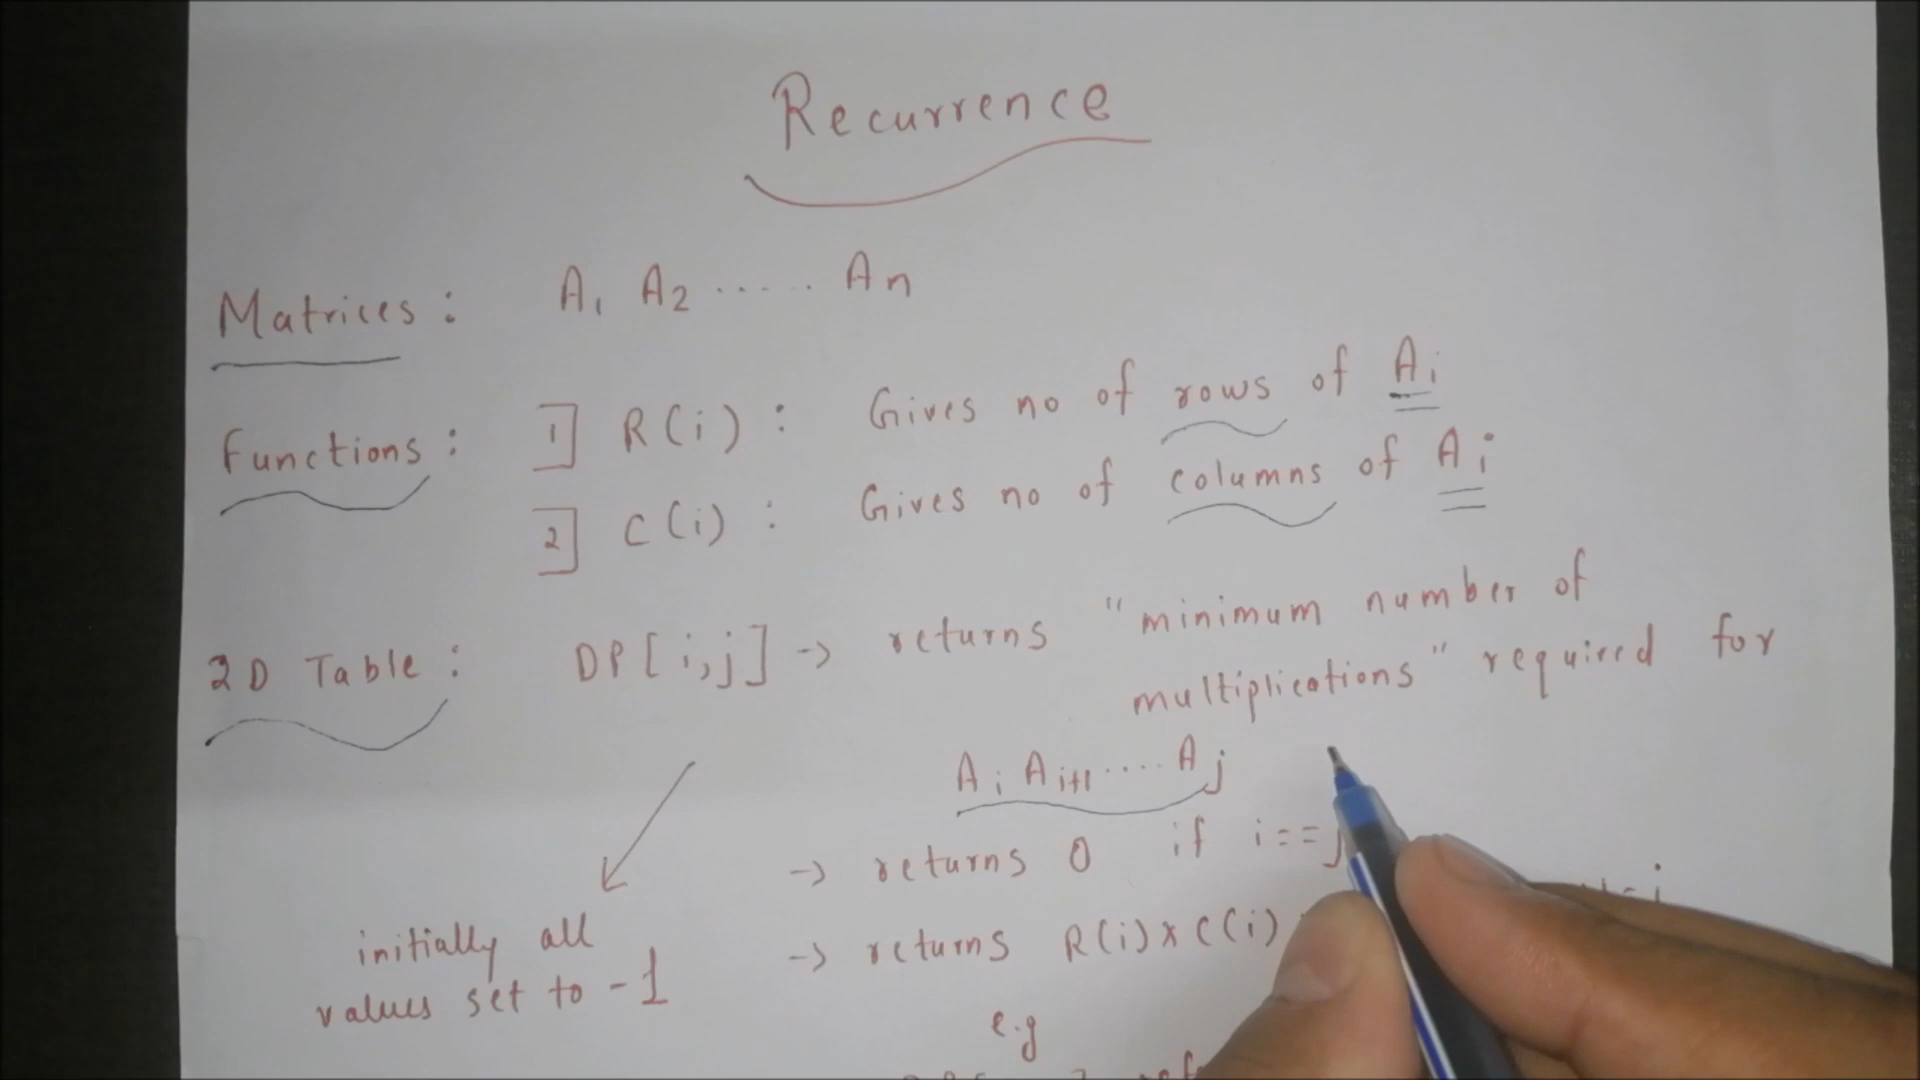 Recurrence
Matrices : A1 A2 ...... An
Functions : 1] R(i) : Gives no of rows of Ai
2] C(i) : Gives no of columns of Ai
2D Table : DP[i,j] -> returns "minimum number of
multiplications" required for
Ai Ai+1 .... Aj
-> returns 0 if i==j
initially all
values set to -1
-> returns R(i)x C(i)
e.g